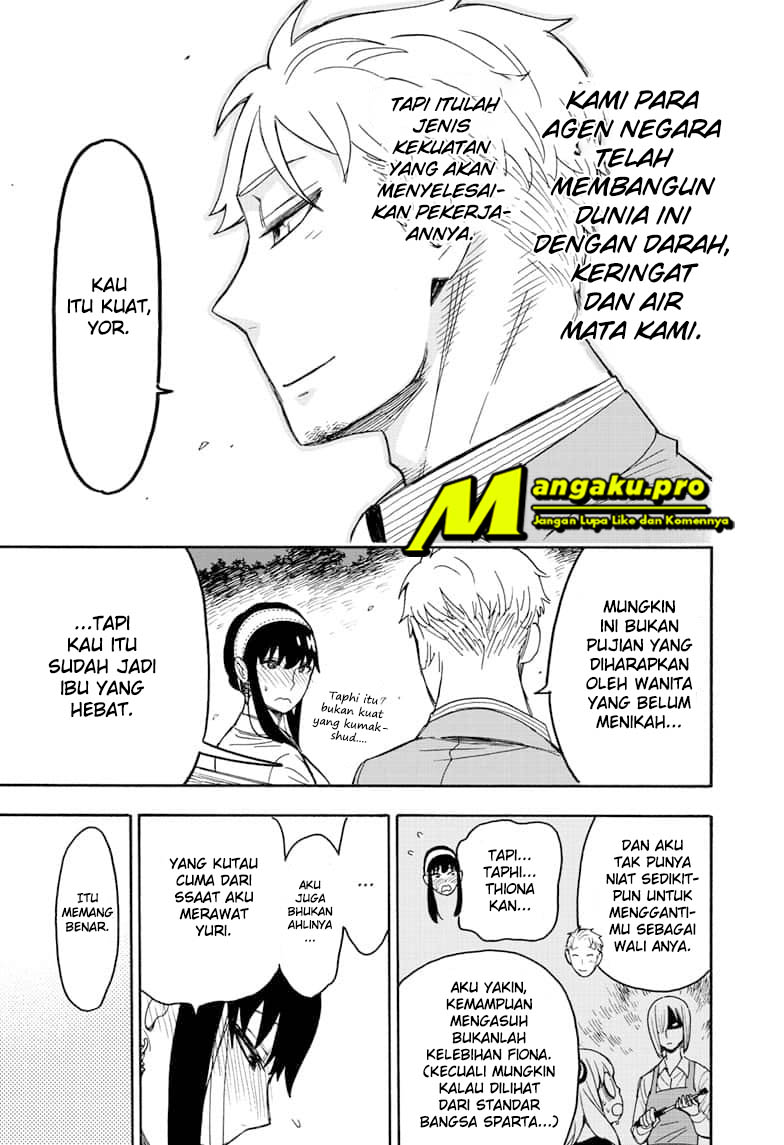 KAMI PARA
AGEN NEGARA
TELAH
MEMBANGUN
DUNIA INI
DENGAN DARAH,
KERINGAT
DAN AIR
MATA KAMI.
TAPI ITULAH
JENIS
KEKUATAN
YANG AKAN
MENYELESAI-
KAN PEKERJA-
ANNYA.
KAU
ITU KUAT,
YOR.
Mangaku.pro
Jangan Lupa Like dan Komennya
MUNGKIN
INI BUKAN
PUJIAN YANG
DIHARAPKAN
OLEH WANITA
YANG BELUM
MENIKAH...
Taphi itu?
bukan kuat
yang kumak-
shud....
...TAPI
KAU ITU
SUDAH JADI
IBU YANG
HEBAT.
DAN AKU
TAK PUNYA
NIAT SEDIKIT-
PUN UNTUK
MENGGANTI-
MU SEBAGAI
WALI ANYA.
TAPI...
TAPHI...
THIONA
KAN...
AKU YAKIN,
KEMAMPUAN
MENGASUH
BUKANLAH
KELEBIHAN FIONA.
(KECUALI MUNGKIN
KALAU DILIHAT
DARI STANDAR
BANGSA SPARTA...)
...
AKU
JUGA
BHUKAN
AHLINYA
...
YANG KUTAU
CUMA DARI
SSAAT AKU
MERAWAT
YURI.
ITU
MEMANG
BENAR.